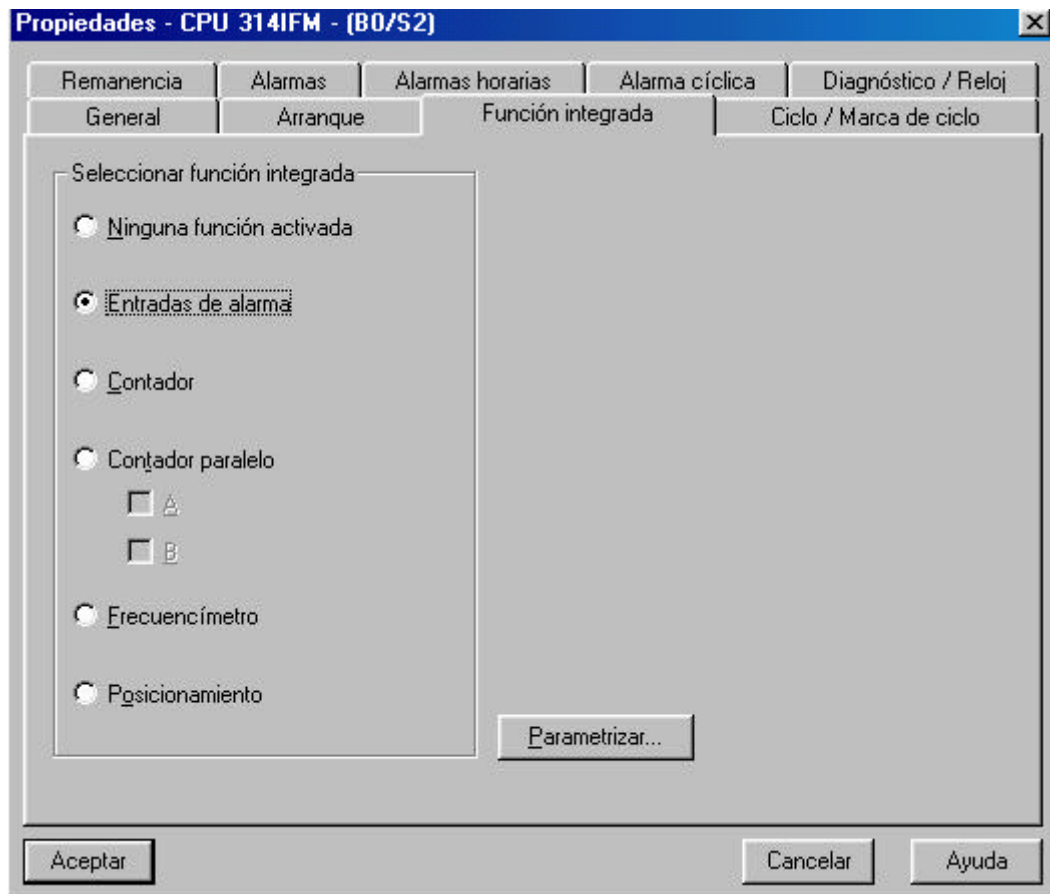 Propiedades - CPU 314IFM - (B0/S2)
Remanencia Alarmas Alarmas horarias Alarma cíclica Diagnóstico / Reloj
General Arranque Función integrada Ciclo / Marca de ciclo
Seleccionar función integrada
Ninguna función activada
Entradas de alarma
Contador
Contador paralelo
A
B
Frecuencímetro
Posicionamiento
Parametrizar...
Aceptar Cancelar Ayuda